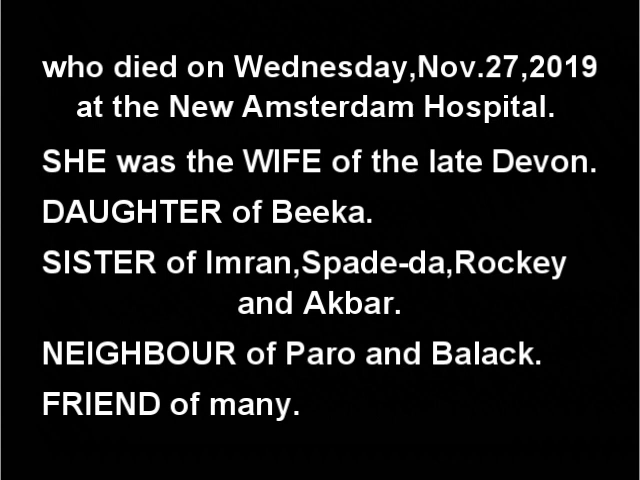 who died on Wednesday,Nov.27,2019
at the New Amsterdam Hospital.
SHE was the WIFE of the late Devon.
DAUGHTER of Beeka.
SISTER of Imran,Spade-da,Rockey
and Akbar.
NEIGHBOUR of Paro and Balack.
FRIEND of many.